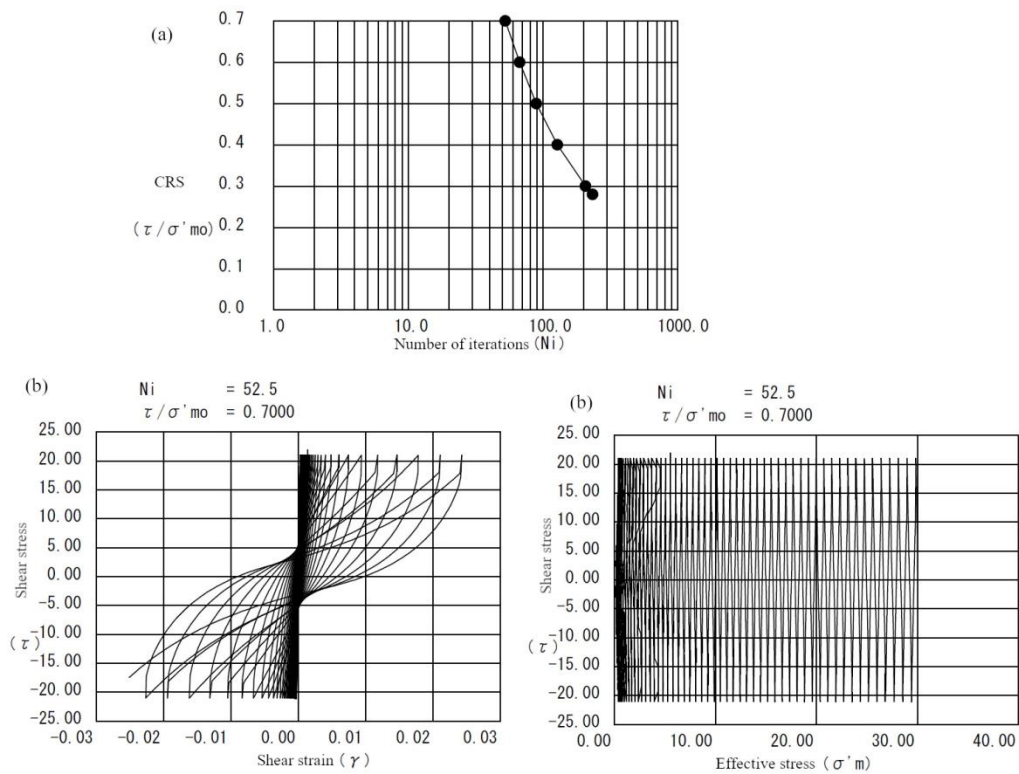 (a)
0.7
0.6
0.5
0.4
0.3
0.2
0.1
0.0
CRS
(τ/σ'mo)
1.0 10.0 100.0 1000.0
Number of iterations (Ni)
(b)
Ni = 52.5
τ/σ'mo = 0.7000
25.00
20.00
15.00
10.00
5.00
0.00
-5.00
-10.00
-15.00
-20.00
-25.00
Shear stress
(τ)
-0.03 -0.02 -0.01 0.00 0.01 0.02 0.03
Shear strain (γ)
(b)
Ni = 52.5
τ/σ'mo = 0.7000
25.00
20.00
15.00
10.00
5.00
0.00
-5.00
-10.00
-15.00
-20.00
-25.00
Shear stress
(τ)
0.00 10.00 20.00 30.00 40.00
Effective stress (σ'm)